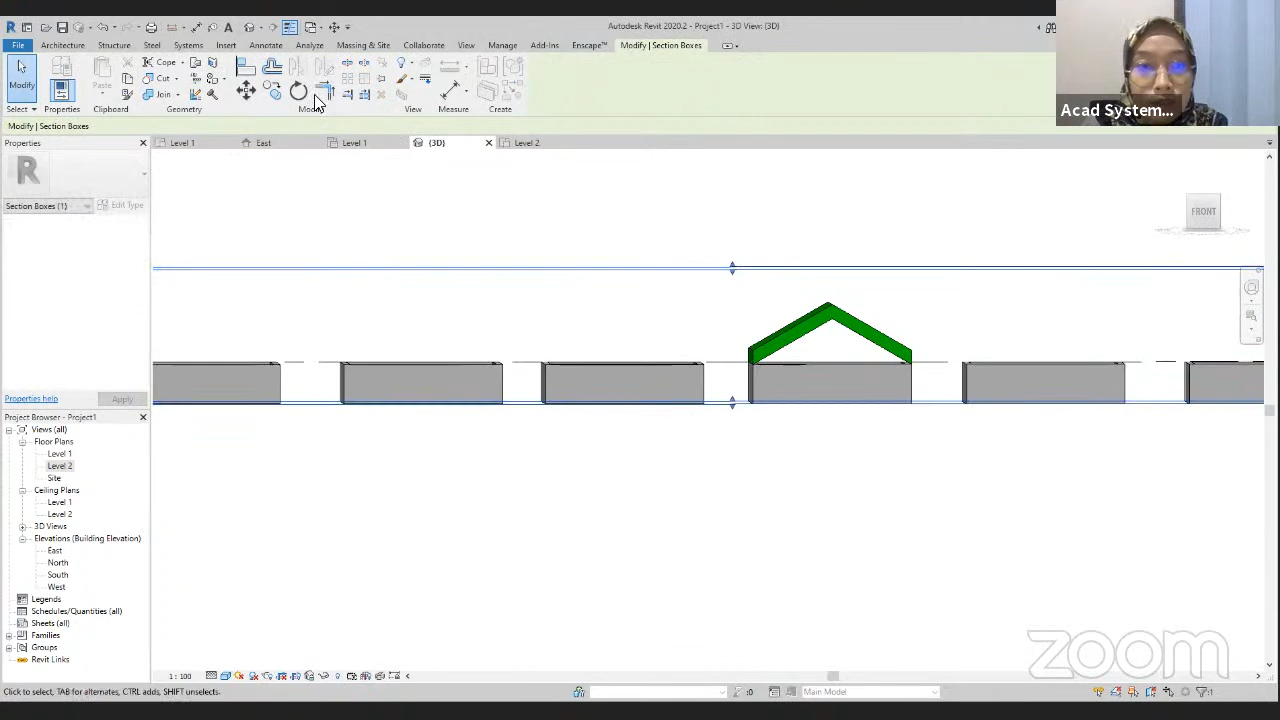 Autodesk Revit 2020.2 - Project1 - 3D View: {3D}
File Architecture Structure Steel Systems Insert Annotate Analyze Massing & Site Collaborate View Manage Add-Ins Enscape™ Modify | Section Boxes
Modify
Paste
Cope
Cut
Join
Select Properties Clipboard Geometry Modify View Measure Create
Acad System...
Modify | Section Boxes
Properties
Level 1 East Level 1 {3D} Level 2
R
Section Boxes (1) Edit Type
FRONT
Properties help Apply
Project Browser - Project1
Views (all)
Floor Plans
Level 1
Level 2
Site
Ceiling Plans
Level 1
Level 2
3D Views
Elevations (Building Elevation)
East
North
South
West
Legends
Schedules/Quantities (all)
Sheets (all)
Families
Groups
Revit Links
1 : 100
zoom
Click to select, TAB for alternates, CTRL adds, SHIFT unselects.
:0
Main Model
:1